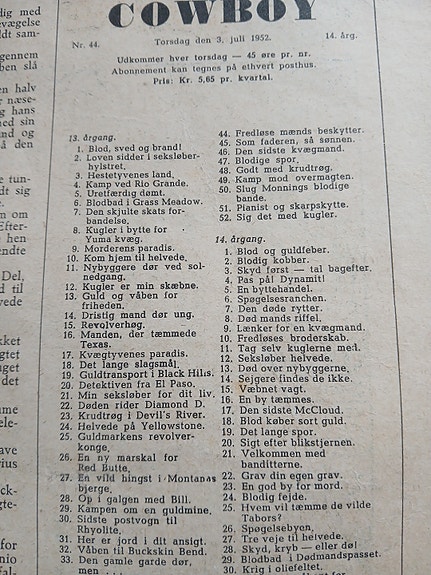 COWBOY
Nr. 44.
Torsdag den 3. juli 1952.
14. årg.
Udkommer hver torsdag — 45 øre pr. nr.
Abonnement kan tegnes på ethvert posthus.
Pris: Kr. 5,65 pr. kvartal.
13. årgang.
1. Blod, sved og brand!
2. Loven sidder i seksløber-
hylstret.
3. Hestetyvenes land.
4. Kamp ved Rio Grande.
5. Uretfærdig dømt.
6. Blodbad i Grass Meadow.
7. Den skjulte skats for-
bandelse.
8. Kugler i bytte for
Yuma kvæg.
9. Morderens paradis.
10. Kom hjem til helvede.
11. Nybyggere dør ved sol-
nedgang.
12. Kugler er min skæbne.
13. Guld og våben for
friheden.
14. Dristig mand dør ung.
15. Revolverhøg.
16. Manden, der tæmmede
Texas.
17. Kvægtyvenes paradis.
18. Det lange slagsmål.
19. Guldtransport i Black Hills.
20. Detektiven fra El Paso.
21. Min seksløber for dit liv.
22. Døden rider Diamond D.
23. Krudtrøg i Devil's River.
24. Helvede på Yellowstone.
25. Guldmarkens revolver-
konge.
26. En ny marskal for
Red Butte.
27. En vild hingst i Montanas
bjerge.
28. Op i galgen med Bill.
29. Kampen om en guldmine.
30. Sidste postvogn til
Rhyolite.
31. Her er jord i dit ansigt.
32. Våben til Buckskin Bend.
33. Den gamle garde dør,
men
44. Fredløse mænds beskytter.
45. Som faderen, så sønnen.
46. Den sidste kvægmand.
47. Blodige spor.
48. Godt med krudtrøg.
49. Kamp mod overmagten.
50. Slug Monnings blodige
bande.
51. Pianist og skarpskytte.
52. Sig det med kugler.
14. årgang.
1. Blod og guldfeber.
2. Blodig kobber.
3. Skyd først — tal bagefter.
4. Pas på! Dynamit!
5. En byttehandel.
6. Spøgelsesranchen.
7. Den døde rytter.
8. Død mands riffel.
9. Lænker for en kvægmand.
10. Fredløses broderskab.
11. Tag selv kuglerne med.
12. Seksløber helvede.
13. Død over nybyggerne.
14. Sejgere findes de ikke.
15. Væbnet vagt.
16. En by tæmmes.
17. Den sidste McCloud.
18. Blod køber sort guld.
19. Det lange spor.
20. Sigt efter blikstjernen.
21. Velkommen med
banditterne.
22. Grav din egen grav.
23. En god by for mord.
24. Blodig fejde.
25. Hvem vil tæmme de vilde
Tabors?
26. Spøgelsebyen.
27. Tre veje til helvede.
28. Skyd, kryb — eller dø!
29. Blodbad i Dødmandspasset.
30. Krig i oliefeltet.